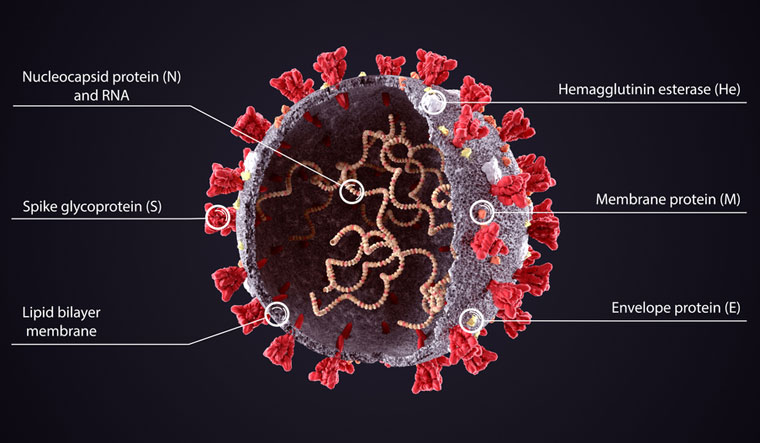 Nucleocapsid protein (N)
and RNA
Spike glycoprotein (S)
Lipid bilayer
membrane
Hemagglutinin esterase (He)
Membrane protein (M)
Envelope protein (E)